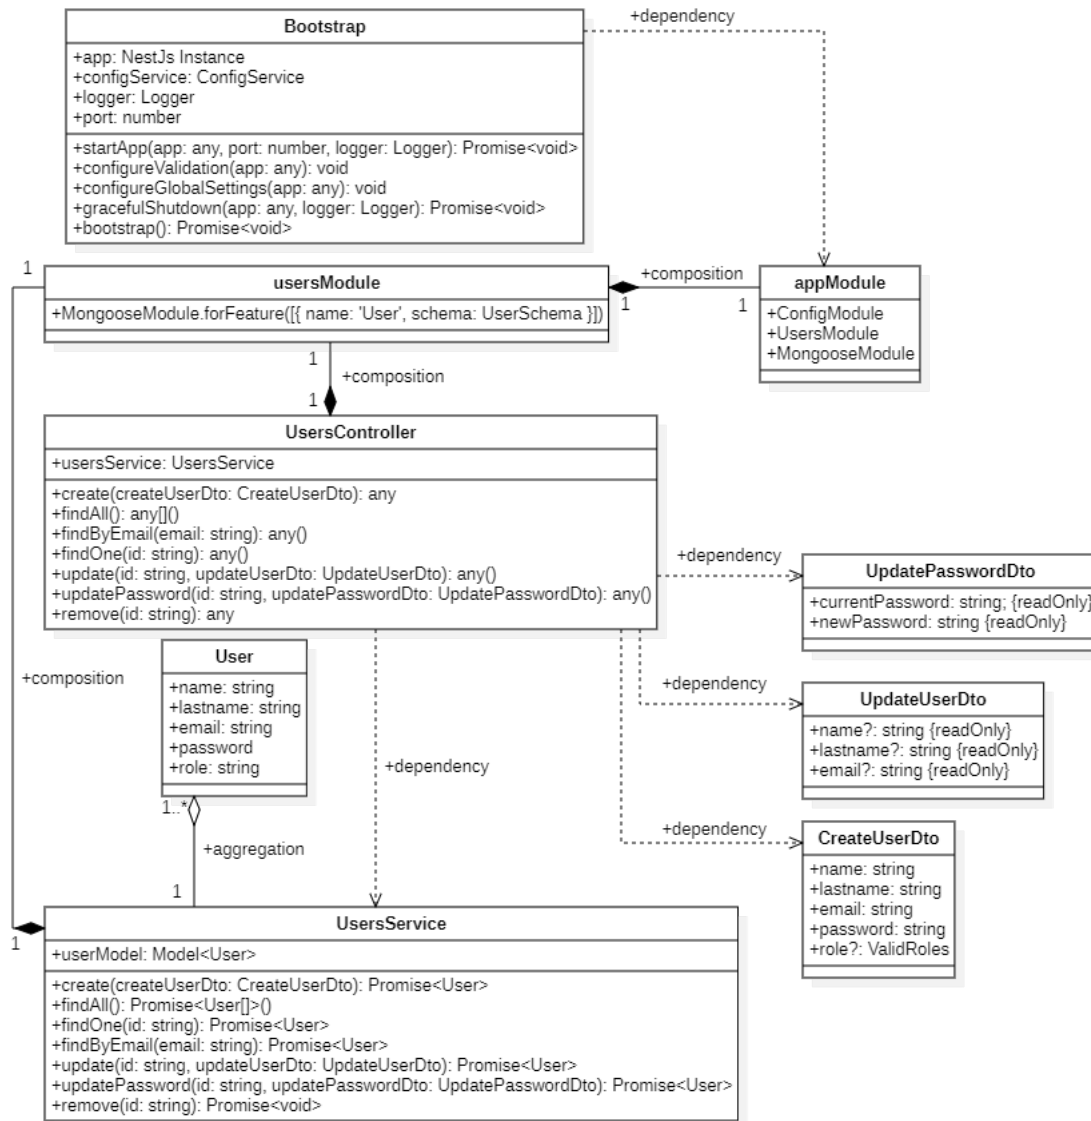 +dependency
Bootstrap
+app: NestJs Instance
+configService: ConfigService
+logger: Logger
+port: number
+startApp(app: any, port: number, logger: Logger): Promise<void>
+configureValidation(app: any): void
+configureGlobalSettings(app: any): void
+gracefulShutdown(app: any, logger: Logger): Promise<void>
+bootstrap(): Promise<void>
1
usersModule
+MongooseModule.forFeature([{ name: 'User', schema: UserSchema }])
+composition
1
1
appModule
+ConfigModule
+UsersModule
+MongooseModule
1
+composition
1
UsersController
+usersService: UsersService
+create(createUserDto: CreateUserDto): any
+findAll(): any[]()
+findByEmail(email: string): any()
+findOne(id: string): any()
+update(id: string, updateUserDto: UpdateUserDto): any()
+updatePassword(id: string, updatePasswordDto: UpdatePasswordDto): any()
+remove(id: string): any
+dependency
UpdatePasswordDto
+currentPassword: string; {readOnly}
+newPassword: string {readOnly}
+composition
User
+name: string
+lastname: string
+email: string
+password
+role: string
+dependency
+dependency
UpdateUserDto
+name?: string {readOnly}
+lastname?: string {readOnly}
+email?: string {readOnly}
1..*
+aggregation
1
+dependency
CreateUserDto
+name: string
+lastname: string
+email: string
+password: string
+role?: ValidRoles
1
UsersService
+userModel: Model<User>
+create(createUserDto: CreateUserDto): Promise<User>
+findAll(): Promise<User[]>()
+findOne(id: string): Promise<User>
+findByEmail(email: string): Promise<User>
+update(id: string, updateUserDto: UpdateUserDto): Promise<User>
+updatePassword(id: string, updatePasswordDto: UpdatePasswordDto): Promise<User>
+remove(id: string): Promise<void>